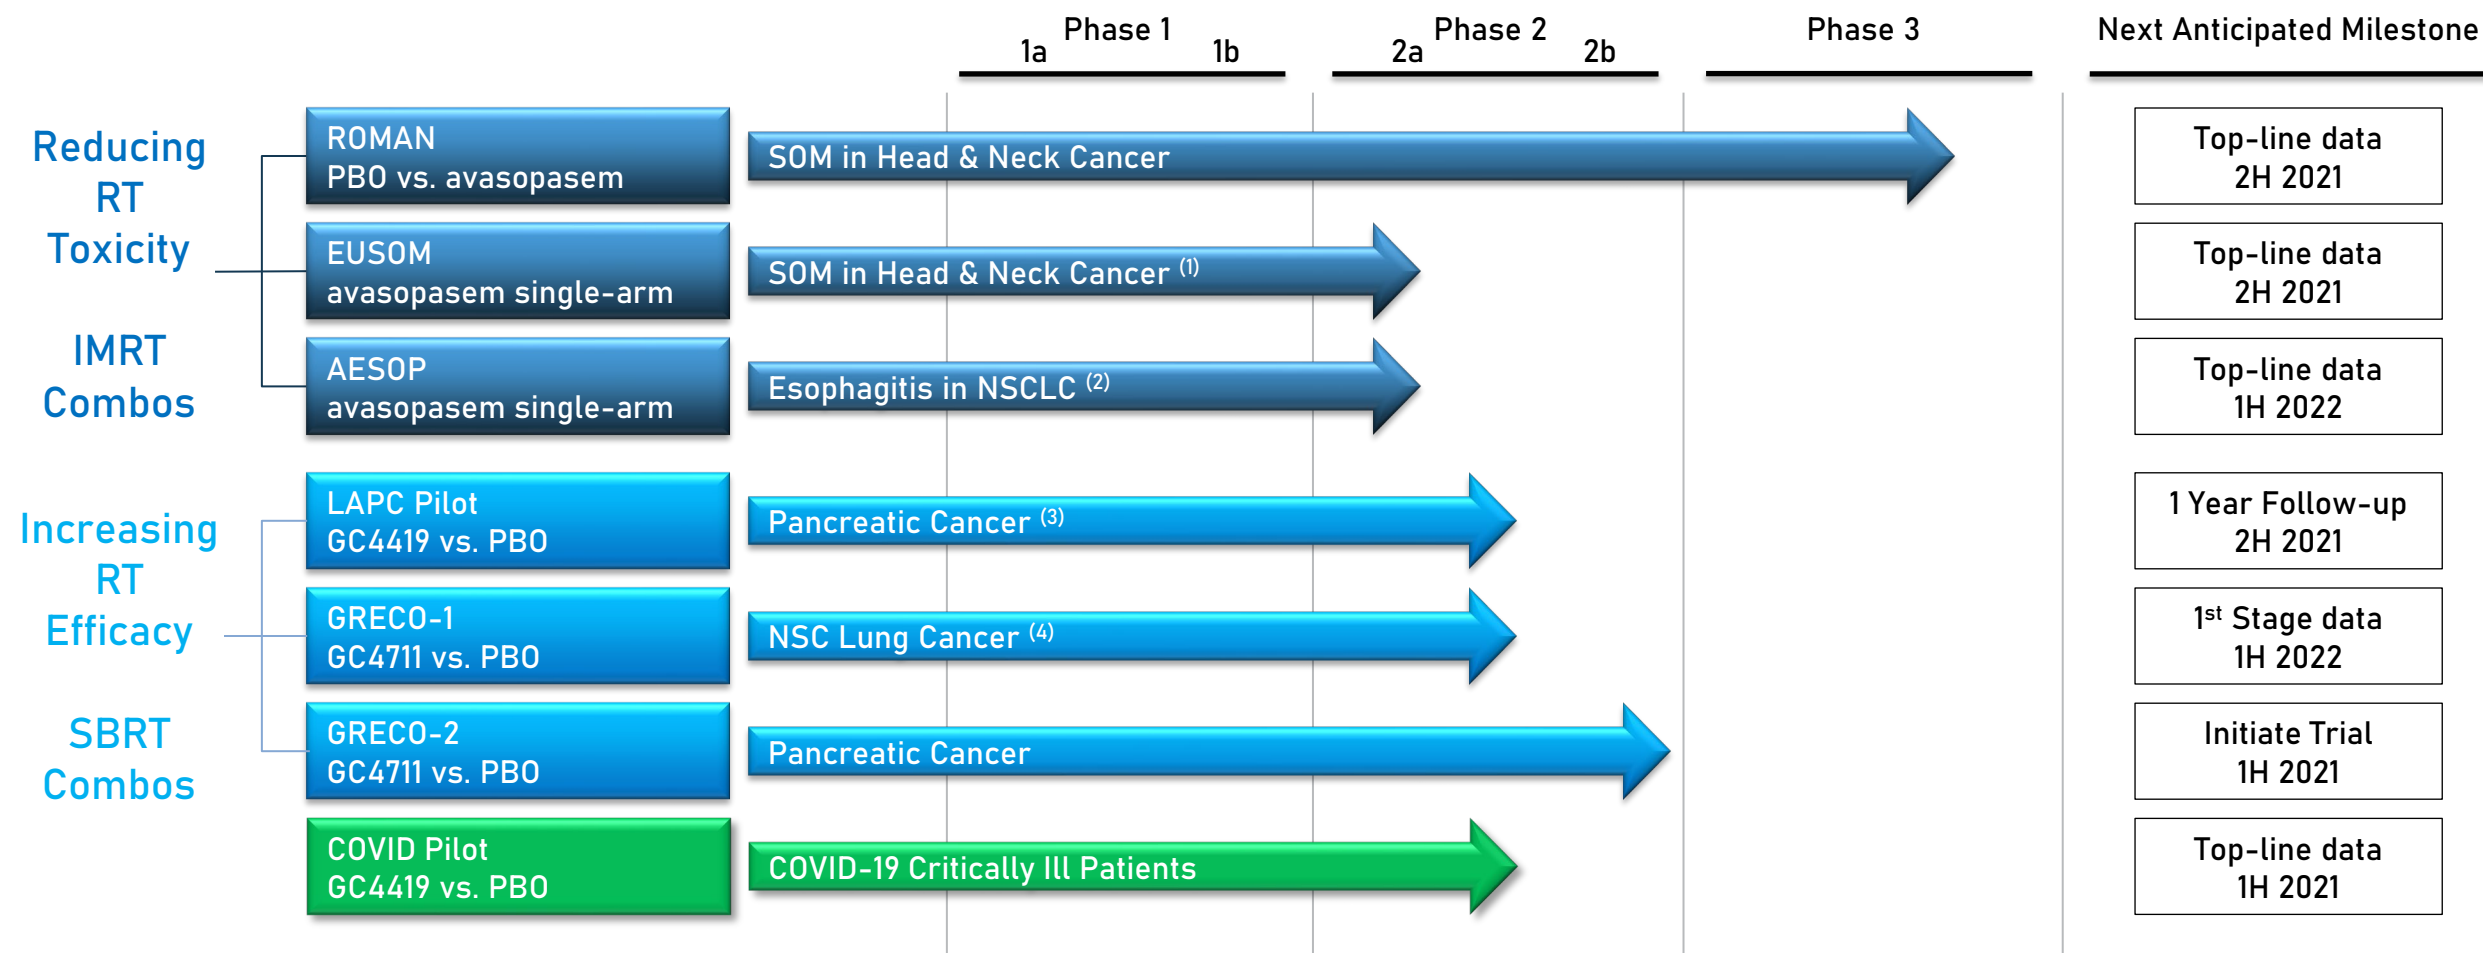 Phase 1
1a
1b
Phase 2
2a
2b
Phase 3
Next Anticipated Milestone
Reducing
RT
Toxicity
IMRT
Combos
ROMAN
PBO vs. avasopasem
SOM in Head & Neck Cancer
Top-line data
2H 2021
EUSOM
avasopasem single-arm
SOM in Head & Neck Cancer (1)
Top-line data
2H 2021
AESOP
avasopasem single-arm
Esophagitis in NSCLC (2)
Top-line data
1H 2022
Increasing
RT
Efficacy
SBRT
Combos
LAPC Pilot
GC4419 vs. PBO
Pancreatic Cancer (3)
1 Year Follow-up
2H 2021
GRECO-1
GC4711 vs. PBO
NSC Lung Cancer (4)
1st Stage data
1H 2022
GRECO-2
GC4711 vs. PBO
Pancreatic Cancer
Initiate Trial
1H 2021
COVID Pilot
GC4419 vs. PBO
COVID-19 Critically Ill Patients
Top-line data
1H 2021